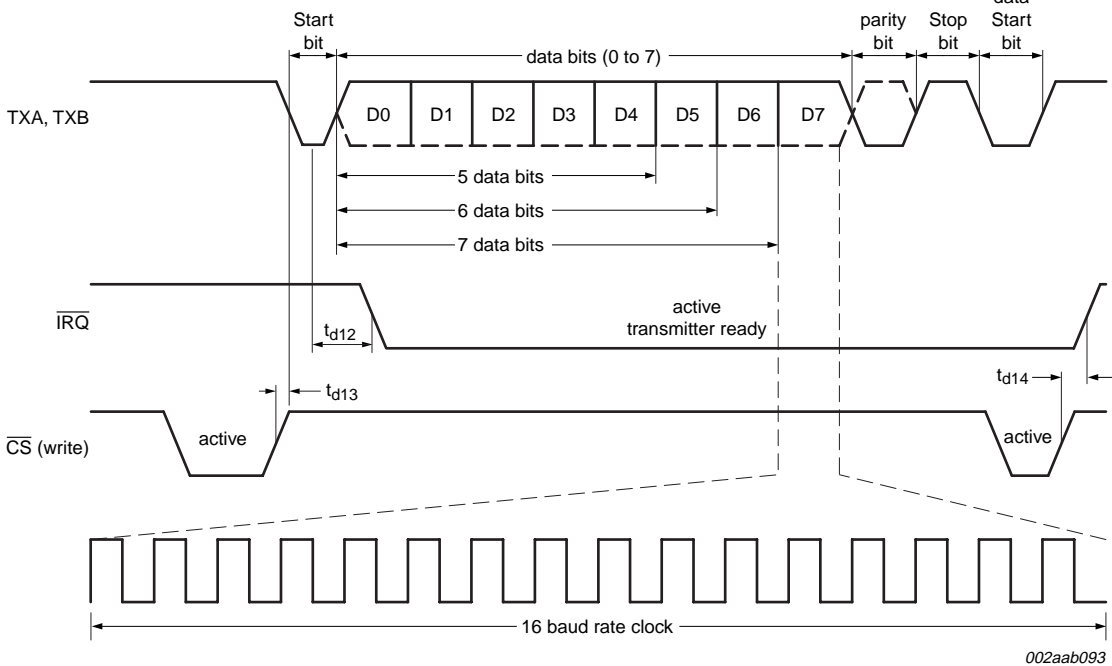 data
Start
bit
data bits (0 to 7)
parity
bit
Stop
bit
Start
bit
TXA, TXB
D0 D1 D2 D3 D4 D5 D6 D7
5 data bits
6 data bits
7 data bits
IRQ
active
transmitter ready
td12
td14
td13
CS (write)
active
active
16 baud rate clock
002aab093